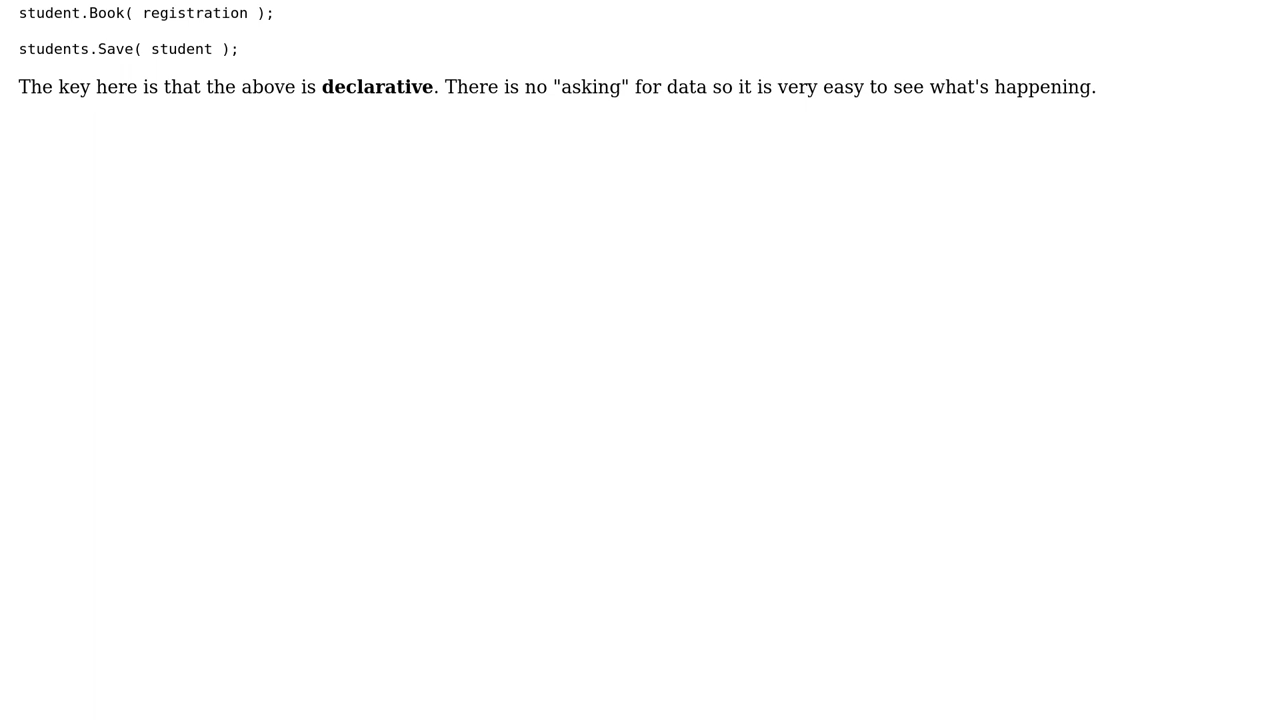 student.Book( registration );
students.Save( student );
The key here is that the above is declarative. There is no "asking" for data so it is very easy to see what's happening.